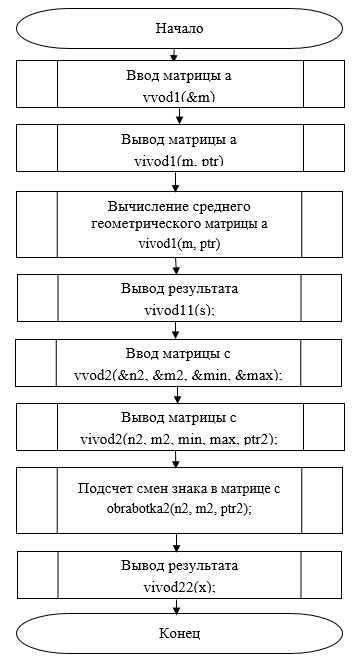 Начало
Ввод матрицы а
vvod1(&m)
Вывод матрицы а
vivod1(m, ptr)
Вычисление среднего
геометрического матрицы а
vivod1(m, ptr)
Вывод результата
vivod11(s);
Ввод матрицы с
vvod2(&n2, &m2, &min, &max);
Вывод матрицы с
vivod2(n2, m2, min, max, ptr2);
Подсчет смен знака в матрице с
obrabotka2(n2, m2, ptr2);
Вывод результата
vivod22(x);
Конец